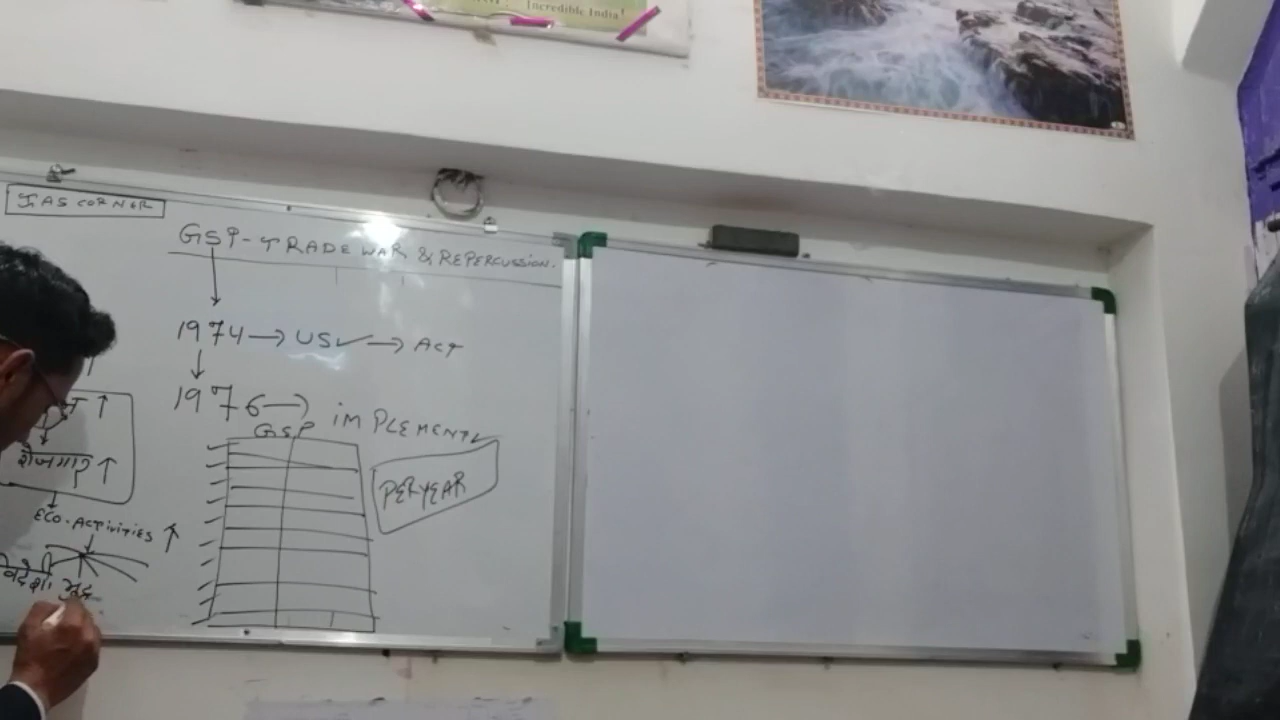 Incredible India!
IAS CORNER
GSP - TRADE WAR & REPERCUSSION.
1974 → US✓ → ACT
1976 → IMPLEMENT✓
GSP
PER YEAR
रोजगार ↑
ECO-ACTIVITIES ↑
विदेशी मुद्